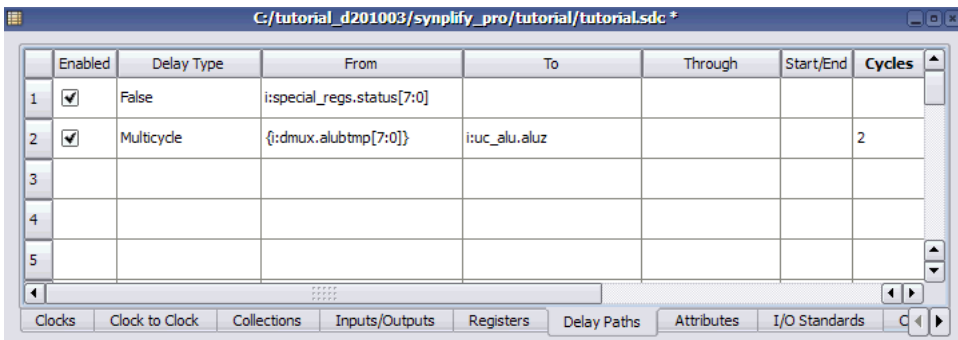 C:/tutorial_d201003/synplify_pro/tutorial/tutorial.sdc *
Enabled Delay Type From To Through Start/End Cycles
1 False i:special_regs.status[7:0]
2 Multicycle {i:dmux.alubtmp[7:0]} i:uc_alu.aluz 2
3
4
5
Clocks Clock to Clock Collections Inputs/Outputs Registers Delay Paths Attributes I/O Standards C